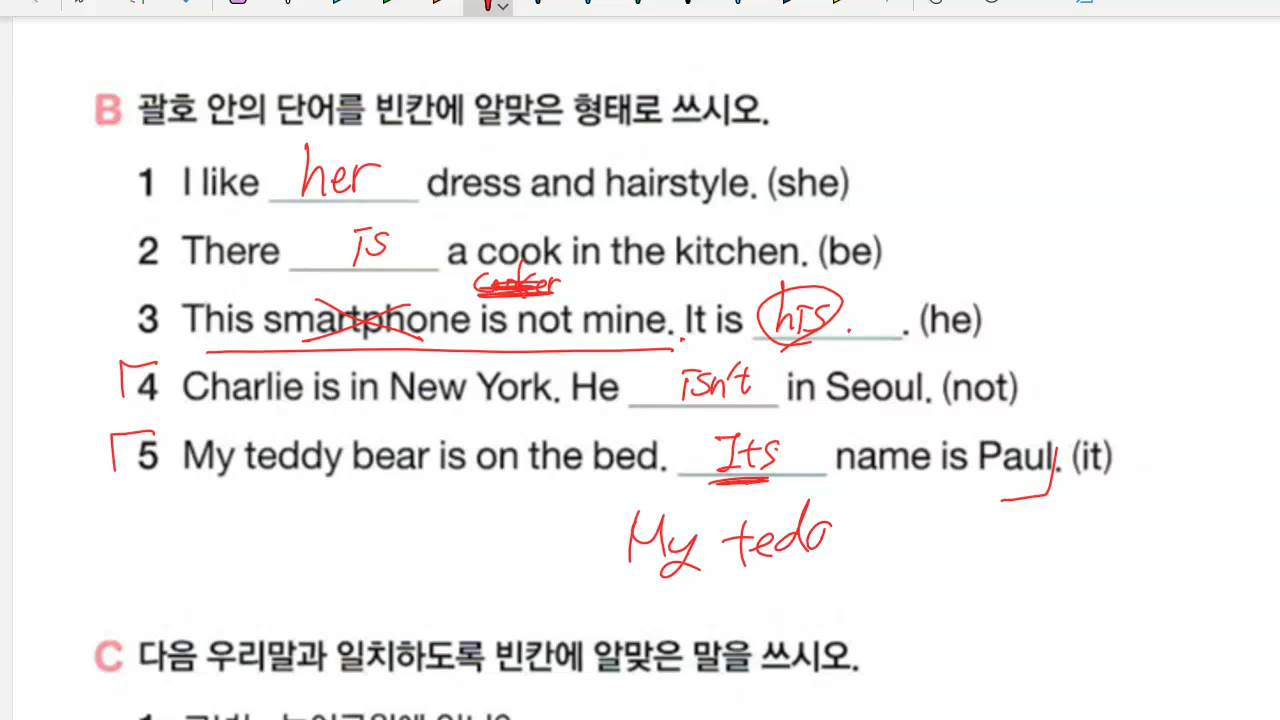 B 괄호 안의 단어를 빈칸에 알맞은 형태로 쓰시오.
1 I like her dress and hairstyle. (she)
2 There is a cook in the kitchen. (be)
cooker
3 This smartphone is not mine. It is his. . (he)
4 Charlie is in New York. He isn't in Seoul. (not)
5 My teddy bear is on the bed. Its name is Paul. (it)
My tedd
C 다음 우리말과 일치하도록 빈칸에 알맞은 말을 쓰시오.